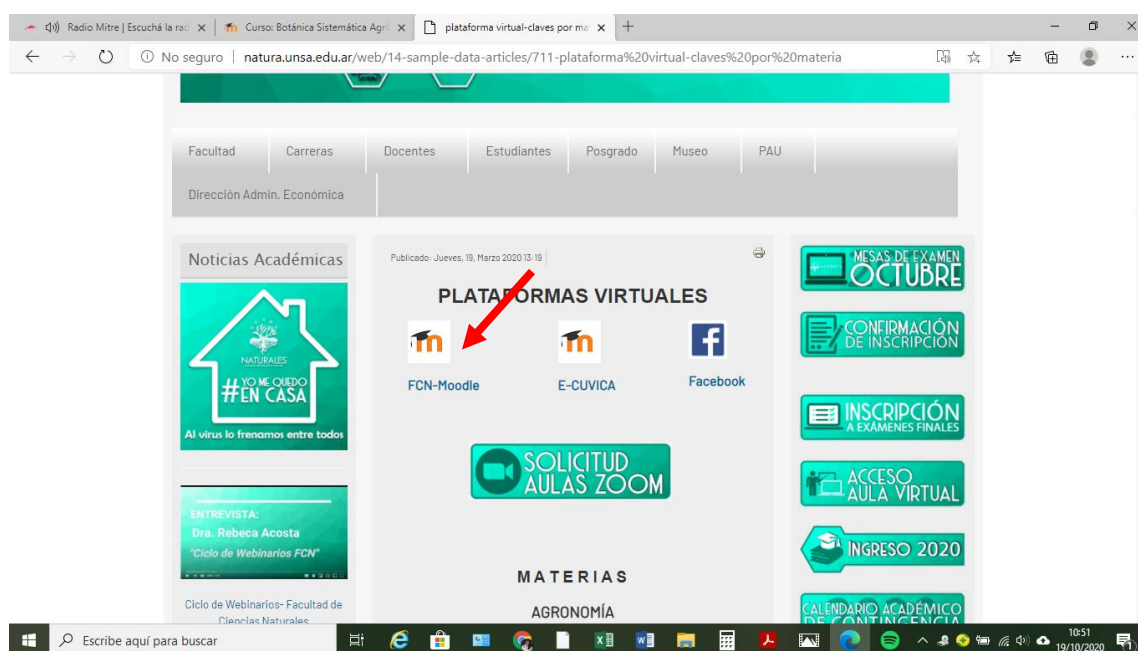 Radio Mitre | Escuchá la rad
Curso: Botánica Sistemática Agri
plataforma virtual-claves por ma
No seguro | natura.unsa.edu.ar/web/14-sample-data-articles/711-plataforma%20virtual-claves%20por%20materia
Facultad Carreras Docentes Estudiantes Posgrado Museo PAU
Dirección Admin. Económica
Noticias Académicas
NATURALES
#YO ME QUEDO
EN CASA
Al virus lo frenamos entre todos
ENTREVISTA:
Dra. Rebeca Acosta
"Ciclo de Webinarios FCN"
Ciclo de Webinarios- Facultad de
Ciencias Naturales
Publicado: Jueves, 19, Marzo 2020 13:19
PLATAFORMAS VIRTUALES
FCN-Moodle E-CUVICA Facebook
SOLICITUD
AULAS ZOOM
MATERIAS
AGRONOMÍA
MESAS DE EXAMEN
OCTUBRE
CONFIRMACIÓN
DE INSCRIPCIÓN
INSCRIPCIÓN
A EXÁMENES FINALES
ACCESO
AULA VIRTUAL
INGRESO 2020
CALENDARIO ACADÉMICO
DE CONTINGENCIA
Escribe aquí para buscar
10:51
19/10/2020